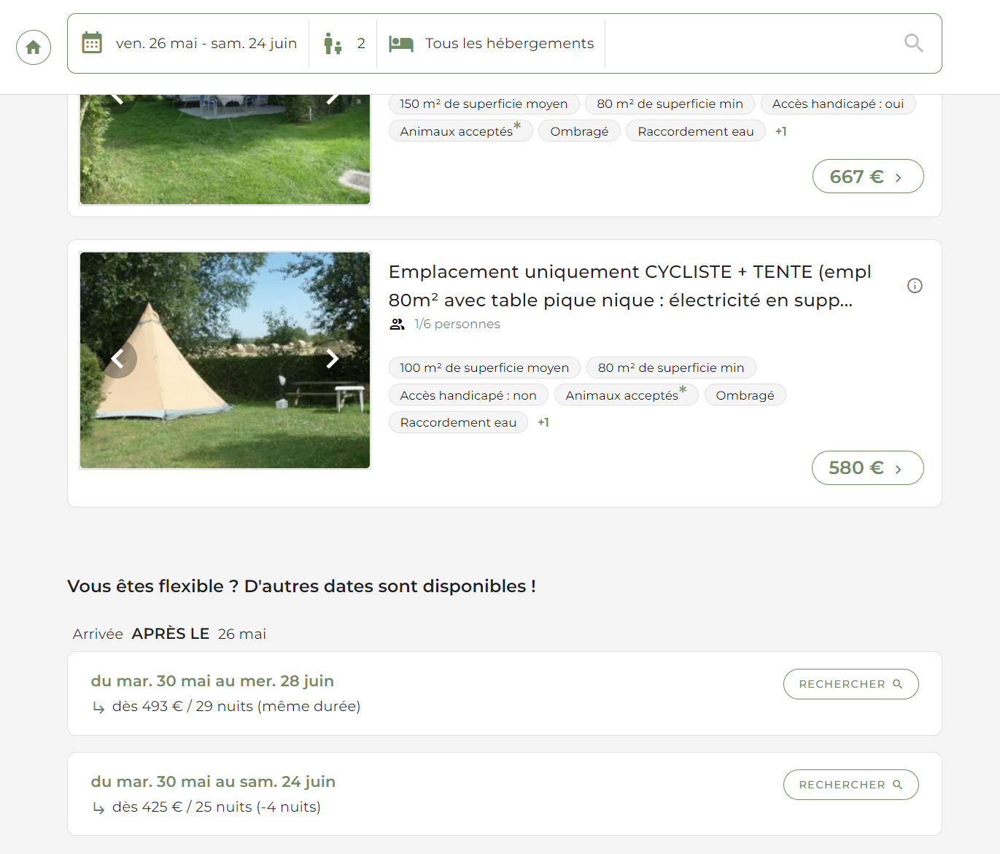 ven. 26 mai - sam. 24 juin
2
Tous les hébergements
150 m² de superficie moyen
80 m² de superficie min
Accès handicapé : oui
Animaux acceptés*
Ombragé
Raccordement eau
+1
667 €
Emplacement uniquement CYCLISTE + TENTE (empl
80m² avec table pique nique : électricité en supp...
1/6 personnes
100 m² de superficie moyen
80 m² de superficie min
Accès handicapé : non
Animaux acceptés*
Ombragé
Raccordement eau
+1
580 €
Vous êtes flexible ? D'autres dates sont disponibles !
Arrivée APRÈS LE 26 mai
du mar. 30 mai au mer. 28 juin
RECHERCHER
dès 493 € / 29 nuits (même durée)
du mar. 30 mai au sam. 24 juin
RECHERCHER
dès 425 € / 25 nuits (-4 nuits)